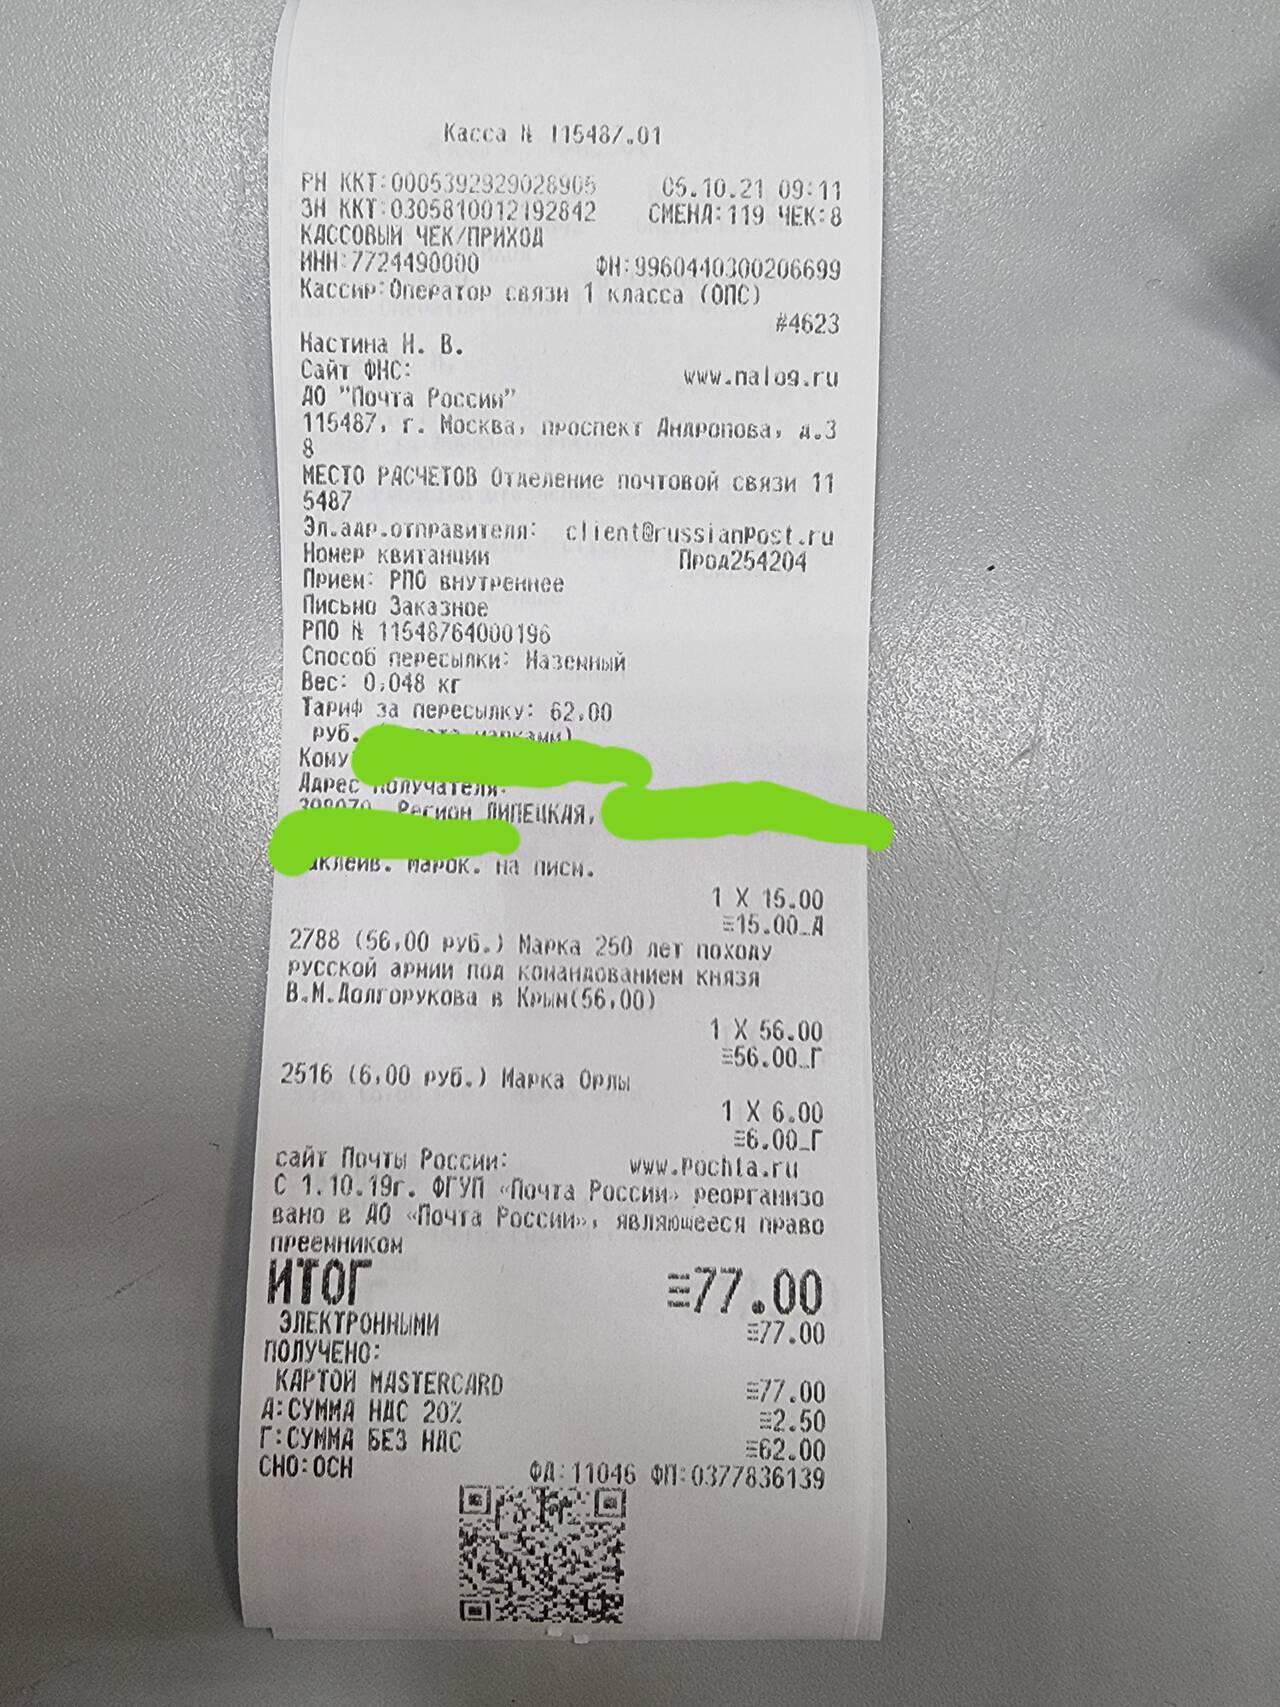 Касса № 115487.01
РН ККТ:0005392929028905 05.10.21 09:11
ЗН ККТ:0305810012192842 СМЕНА:119 ЧЕК:8
КАССОВЫЙ ЧЕК/ПРИХОД
ИНН:7724490000 ФН:9960440300206699
Кассир:Оператор связи 1 класса (ОПС)
#4623
Кастина Н. В.
Сайт ФНС: www.nalog.ru
АО "Почта России"
115487, г. Москва, проспект Андропова, д.3
8
МЕСТО РАСЧЕТОВ Отделение почтовой связи 11
5487
Эл.адр.отправителя: client@russianPost.ru
Номер квитанции Прод254204
Прием: РПО внутреннее
Письмо Заказное
РПО № 11548764000196
Способ пересылки: Наземный
Вес: 0,048 кг
Тариф за пересылку: 62,00
руб. марками)
Кому
Адрес получателя:
Регион ЛИПЕЦКАЯ,
марок. на писм.
1 X 15.00
≡15.00_А
2788 (56,00 руб.) Марка 250 лет походу
русской армии под командованием князя
В.М.Долгорукова в Крым(56,00)
1 X 56.00
≡56.00_Г
2516 (6,00 руб.) Марка Орлы
1 X 6.00
≡6.00_Г
сайт Почты России: www.Pochta.ru
С 1.10.19г. ФГУП «Почта России» реорганизо
вано в АО «Почта России», являющееся право
преемником
ИТОГ ≡77.00
ЭЛЕКТРОННЫМИ ≡77.00
ПОЛУЧЕНО:
КАРТОЙ MASTERCARD ≡77.00
А:СУММА НДС 20% ≡2.50
Г:СУММА БЕЗ НДС ≡62.00
СНО:ОСН ФД:11046 ФП:0377836139